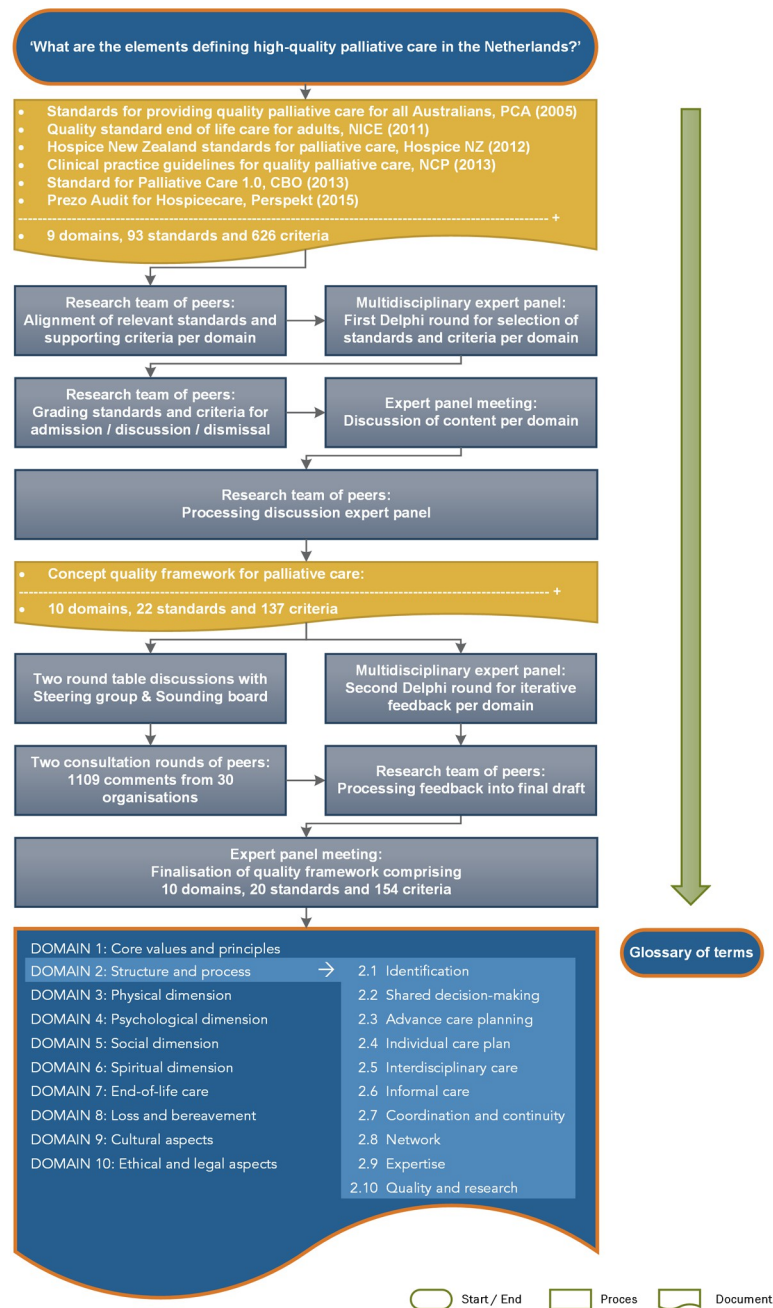 ‘What are the elements defining high-quality palliative care in the Netherlands?’
• Standards for providing quality palliative care for all Australians, PCA (2005)
• Quality standard end of life care for adults, NICE (2011)
• Hospice New Zealand standards for palliative care, Hospice NZ (2012)
• Clinical practice guidelines for quality palliative care, NCP (2013)
• Standard for Palliative Care 1.0, CBO (2013)
• Prezo Audit for Hospicecare, Perspekt (2015)
+
• 9 domains, 93 standards and 626 criteria
Research team of peers:
Alignment of relevant standards and
supporting criteria per domain
Multidisciplinary expert panel:
First Delphi round for selection of
standards and criteria per domain
Research team of peers:
Grading standards and criteria for
admission / discussion / dismissal
Expert panel meeting:
Discussion of content per domain
Research team of peers:
Processing discussion expert panel
• Concept quality framework for palliative care:
+
• 10 domains, 22 standards and 137 criteria
Two round table discussions with
Steering group & Sounding board
Multidisciplinary expert panel:
Second Delphi round for iterative
feedback per domain
Two consultation rounds of peers:
1109 comments from 30
organisations
Research team of peers:
Processing feedback into final draft
Expert panel meeting:
Finalisation of quality framework comprising
10 domains, 20 standards and 154 criteria
DOMAIN 1: Core values and principles
DOMAIN 2: Structure and process →
DOMAIN 3: Physical dimension
DOMAIN 4: Psychological dimension
DOMAIN 5: Social dimension
DOMAIN 6: Spiritual dimension
DOMAIN 7: End-of-life care
DOMAIN 8: Loss and bereavement
DOMAIN 9: Cultural aspects
DOMAIN 10: Ethical and legal aspects
2.1 Identification
2.2 Shared decision-making
2.3 Advance care planning
2.4 Individual care plan
2.5 Interdisciplinary care
2.6 Informal care
2.7 Coordination and continuity
2.8 Network
2.9 Expertise
2.10 Quality and research
Glossary of terms
Start / End
Proces
Document